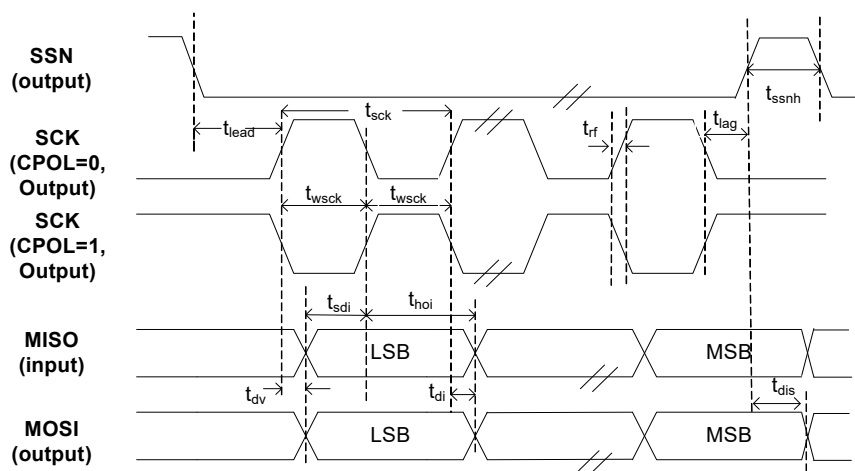 SSN
(output)
t_ssnh
t_sck
t_lead
t_rf
t_lag
SCK
(CPOL=0,
Output)
t_wsck t_wsck
SCK
(CPOL=1,
Output)
t_sdi t_hoi
MISO
(input)
LSB MSB
t_dv t_di t_dis
MOSI
(output)
LSB MSB